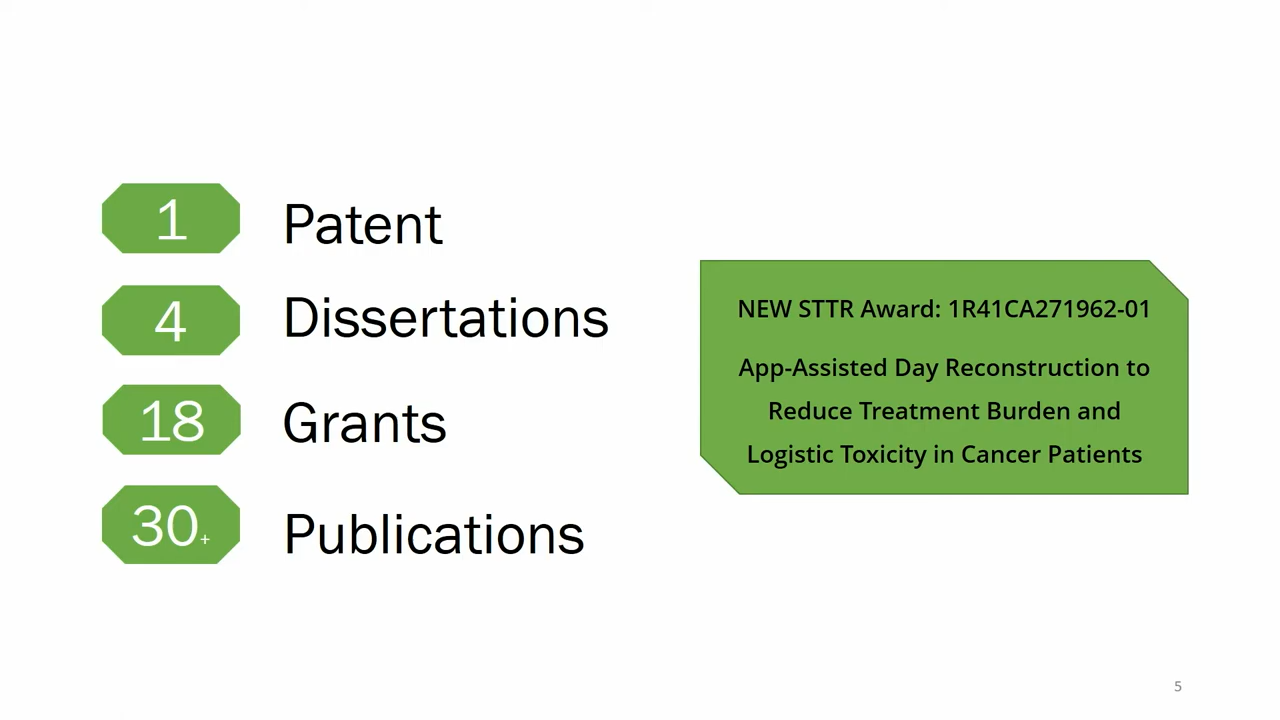 1 Patent
4 Dissertations
18 Grants
30+ Publications
NEW STTR Award: 1R41CA271962-01
App-Assisted Day Reconstruction to
Reduce Treatment Burden and
Logistic Toxicity in Cancer Patients
5